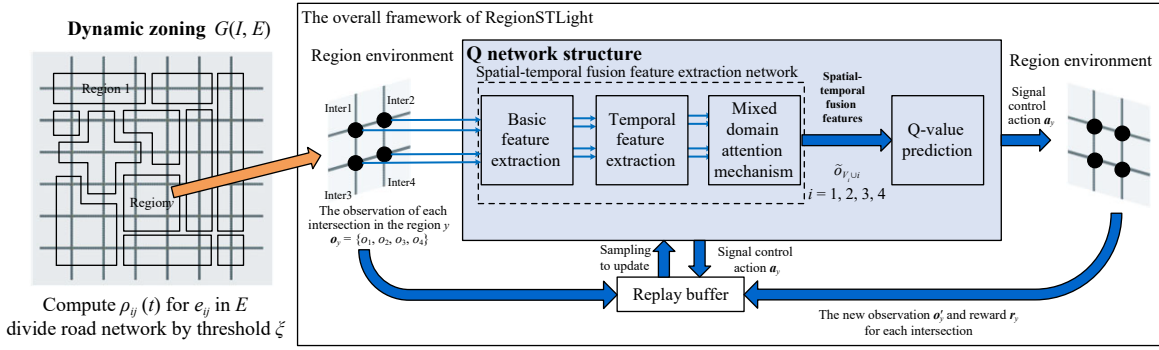 Dynamic zoning G(I, E)
Region 1
Regiony
Compute ρij (t) for eij in E
divide road network by threshold ξ
The overall framework of RegionSTLight
Region environment
Inter1
Inter2
Inter3
Inter4
The observation of each
intersection in the region y
oy = {o1, o2, o3, o4}
Q network structure
Spatial-temporal fusion feature extraction network
Basic
feature
extraction
Temporal
feature
extraction
Mixed
domain
attention
mechanism
Spatial-
temporal
fusion
features
õVi∪i
i = 1, 2, 3, 4
Q-value
prediction
Region environment
Signal
control
action ay
Sampling
to update
Signal control
action ay
Replay buffer
The new observation o′y and reward ry
for each intersection